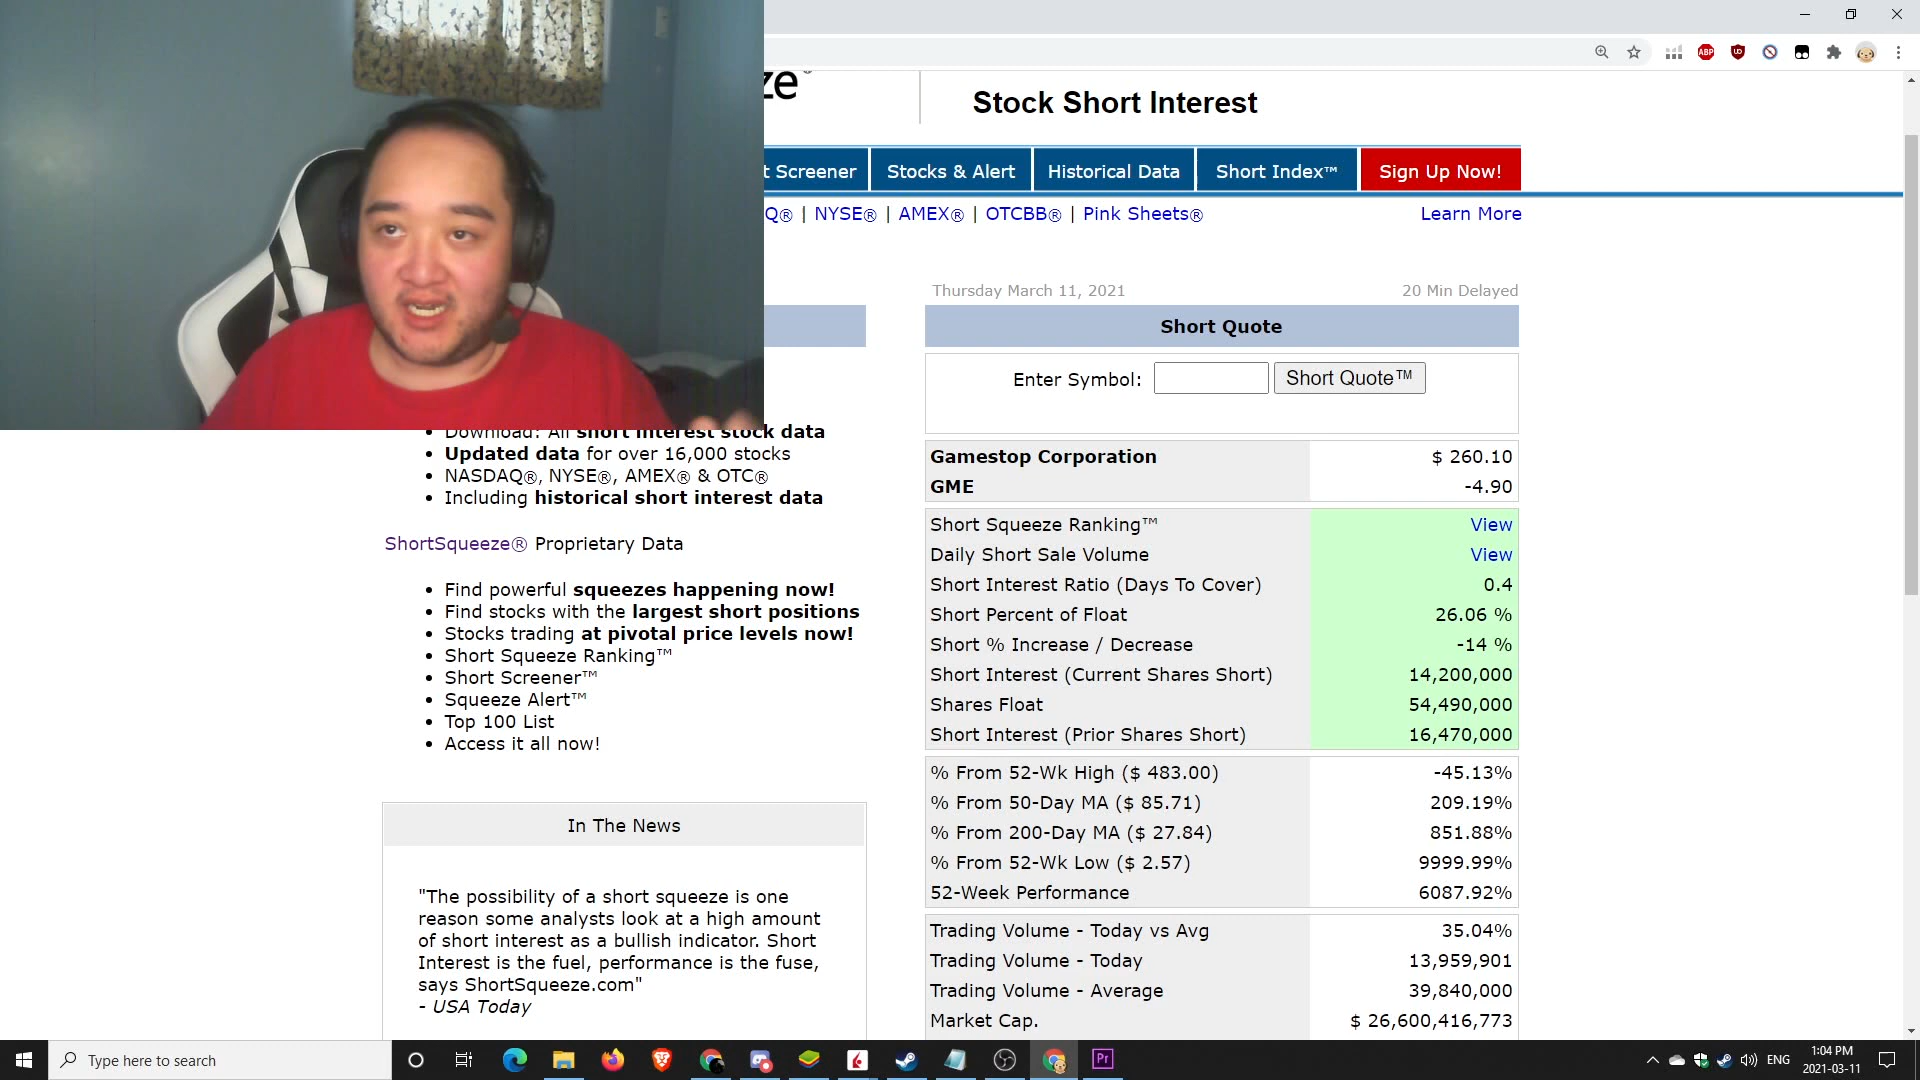 ze
Stock Short Interest
t Screener
Stocks & Alert
Historical Data
Short Index™
Sign Up Now!
Q® | NYSE® | AMEX® | OTCBB® | Pink Sheets®
Learn More
Thursday March 11, 2021
20 Min Delayed
Short Quote
Enter Symbol:
Short Quote™
Download: All short interest stock data
Updated data for over 16,000 stocks
NASDAQ®, NYSE®, AMEX® & OTC®
Including historical short interest data
ShortSqueeze® Proprietary Data
Find powerful squeezes happening now!
Find stocks with the largest short positions
Stocks trading at pivotal price levels now!
Short Squeeze Ranking™
Short Screener™
Squeeze Alert™
Top 100 List
Access it all now!
In The News
"The possibility of a short squeeze is one
reason some analysts look at a high amount
of short interest as a bullish indicator. Short
Interest is the fuel, performance is the fuse,
says ShortSqueeze.com"
- USA Today
Gamestop Corporation $ 260.10
GME -4.90
Short Squeeze Ranking™ View
Daily Short Sale Volume View
Short Interest Ratio (Days To Cover) 0.4
Short Percent of Float 26.06 %
Short % Increase / Decrease -14 %
Short Interest (Current Shares Short) 14,200,000
Shares Float 54,490,000
Short Interest (Prior Shares Short) 16,470,000
% From 52-Wk High ($ 483.00) -45.13%
% From 50-Day MA ($ 85.71) 209.19%
% From 200-Day MA ($ 27.84) 851.88%
% From 52-Wk Low ($ 2.57) 9999.99%
52-Week Performance 6087.92%
Trading Volume - Today vs Avg 35.04%
Trading Volume - Today 13,959,901
Trading Volume - Average 39,840,000
Market Cap. $ 26,600,416,773
Type here to search
Pr
ENG
1:04 PM
2021-03-11
ABP